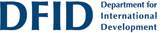 DFID Department for
International
Development